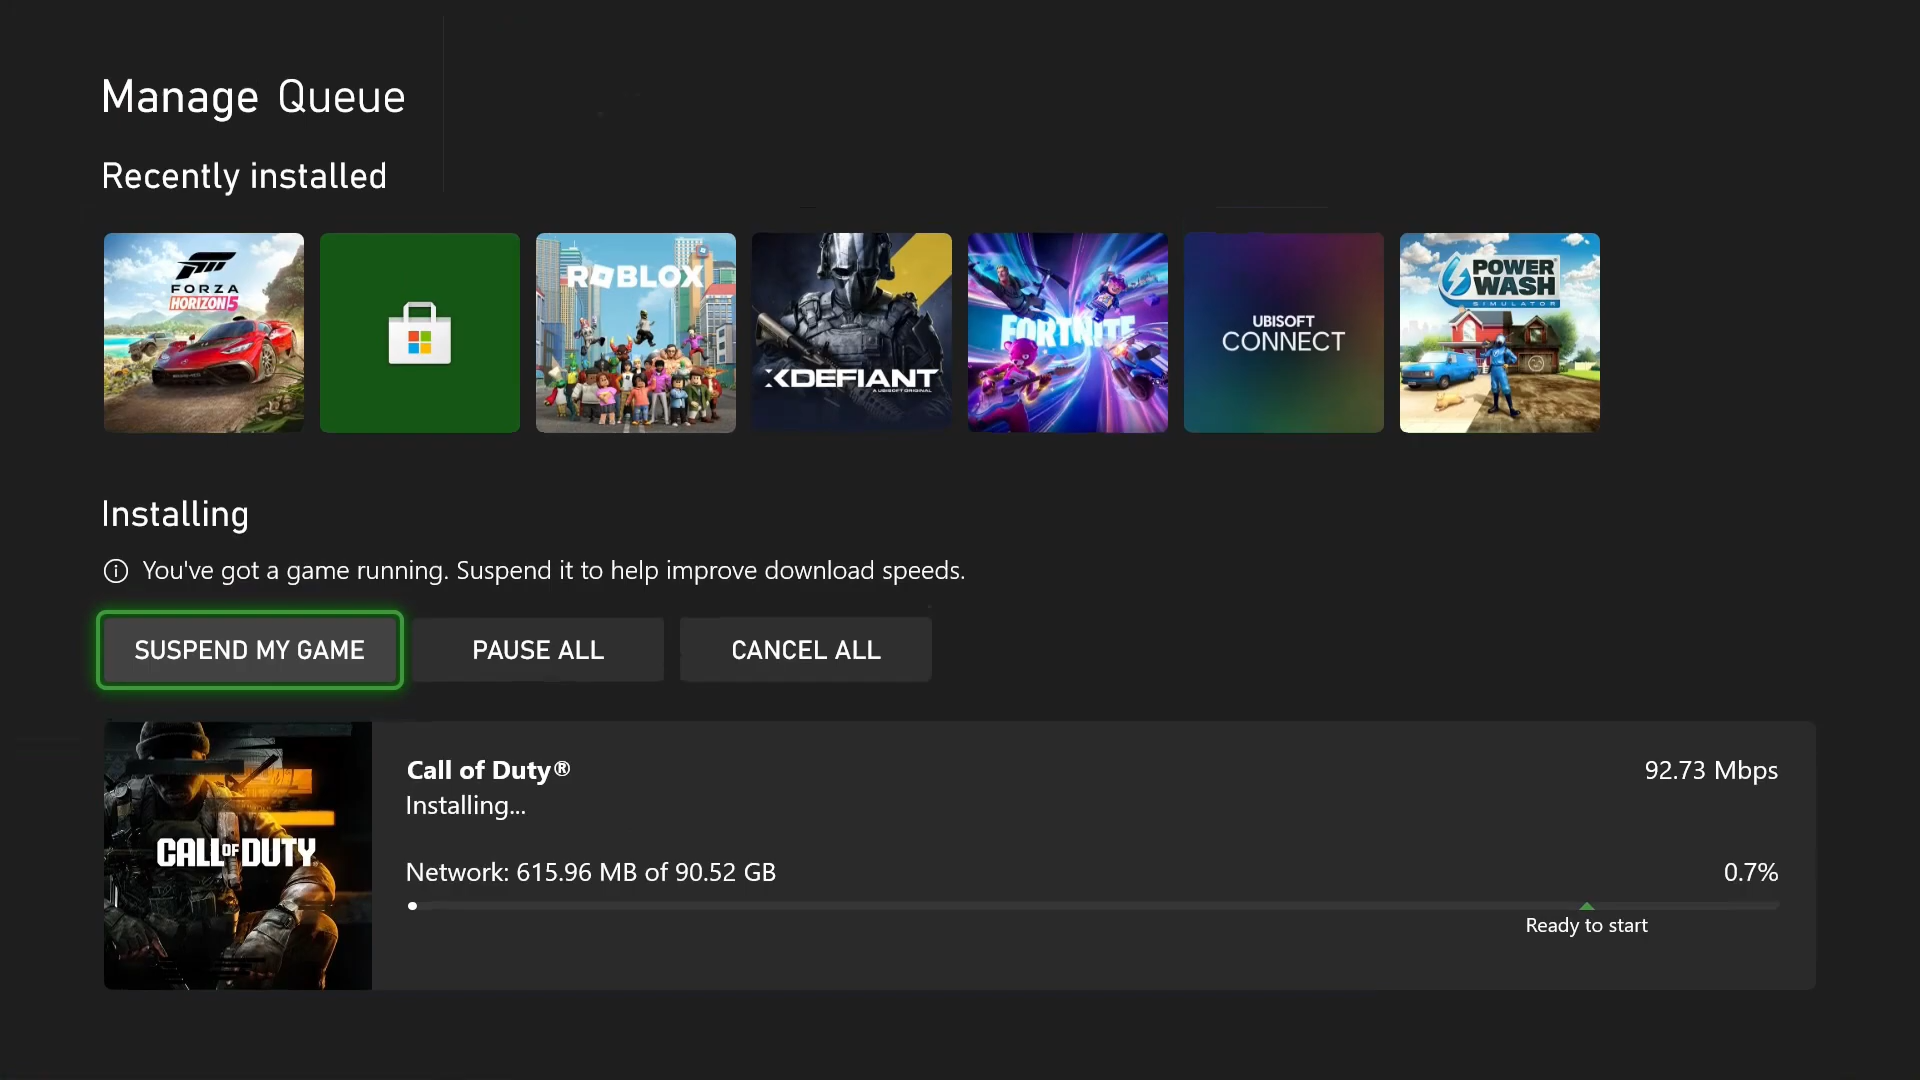 Manage Queue
Recently installed
FORZA
HORIZON 5
ROBLOX
XDEFIANT
A UBISOFT ORIGINAL
FORTNITE
UBISOFT
CONNECT
POWER
WASH
SIMULATOR
Installing
You've got a game running. Suspend it to help improve download speeds.
SUSPEND MY GAME
PAUSE ALL
CANCEL ALL
CALL OF DUTY
Call of Duty®
92.73 Mbps
Installing...
Network: 615.96 MB of 90.52 GB
0.7%
Ready to start